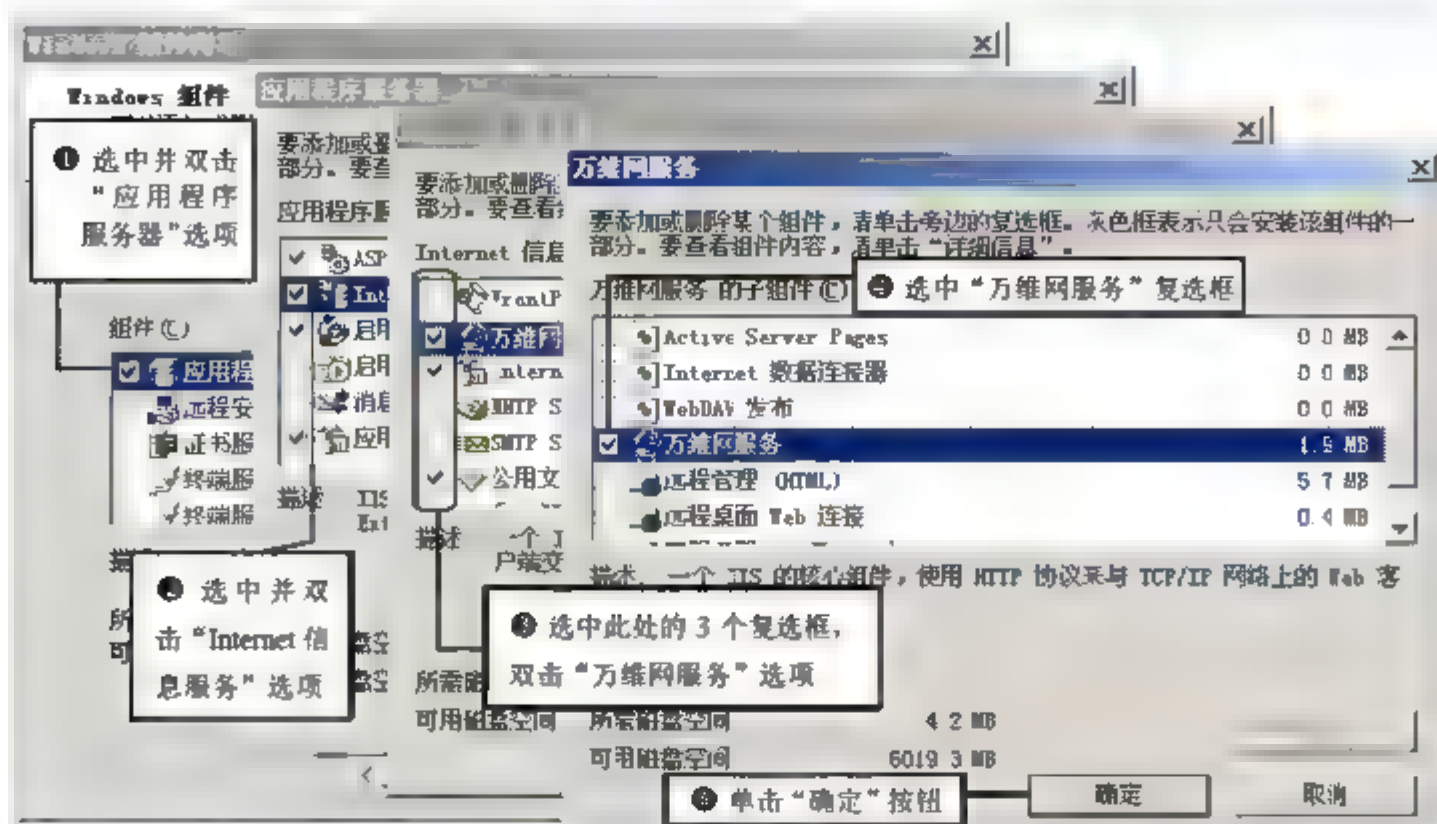 Windows 组件
应用程序服务器
❶ 选中并双击
"应用程序
服务器"选项
组件(C)
应用程
远程安
证书服
终端服
终端服
要添加或
部分。要查
应用程序服
ASP
Int
启用
启用
消息
应用
描述
❷ 选中并双
击"Internet 信
息服务"选项
要添加或删除
部分。要查看
Internet 信息
万维网
NNTP S
SMTP S
公用文
描述 一个 I
户端交
❸ 选中此处的 3 个复选框,
双击"万维网服务"选项
可用磁盘空间
万维网服务
要添加或删除某个组件,请单击旁边的复选框。灰色框表示只会安装该组件的一
部分。要查看组件内容,请单击"详细信息"。
万维网服务 的子组件(C)
❹ 选中"万维网服务"复选框
Active Server Pages 0 0 MB
Internet 数据连接器 0 0 MB
WebDAV 发布 0 0 MB
万维网服务 1.9 MB
远程管理 (HTML) 5 7 MB
远程桌面 Web 连接 0.4 MB
描述. 一个 IIS 的核心组件,使用 HTTP 协议来与 TCP/IP 网络上的 Web 客
所需磁盘空间 4 2 MB
可用磁盘空间 6019 3 MB
❺ 单击"确定"按钮
确定
取消